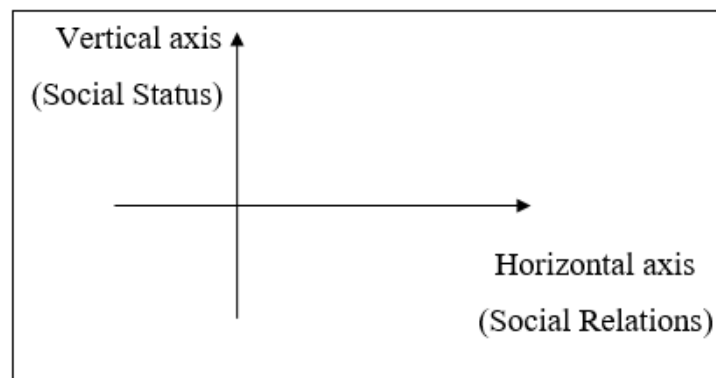 Vertical axis
(Social Status)
Horizontal axis
(Social Relations)